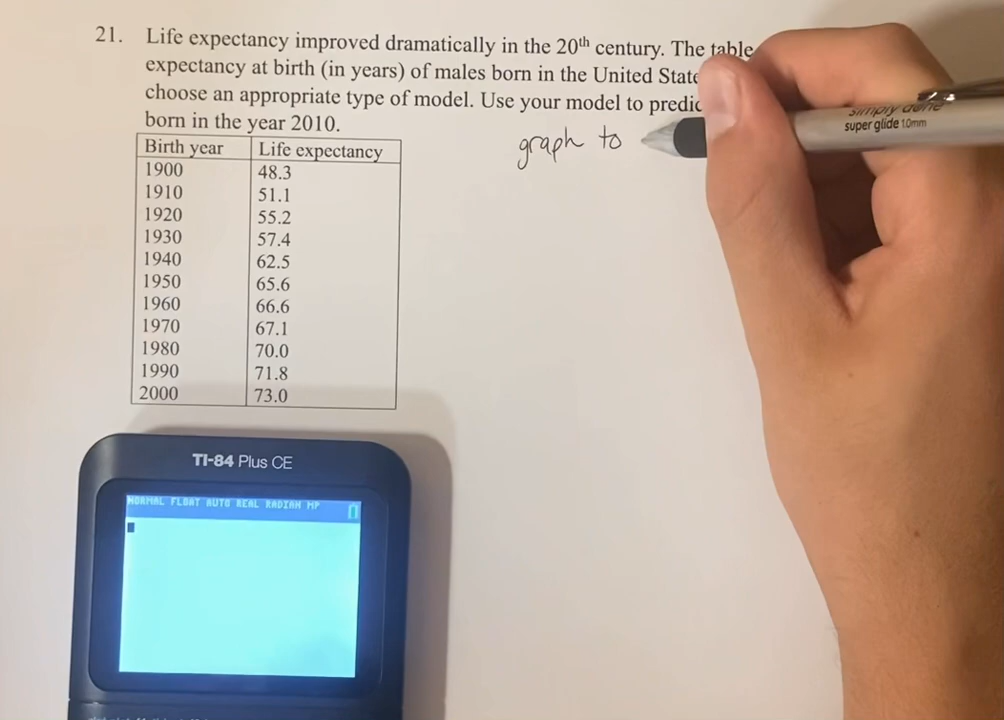 21. Life expectancy improved dramatically in the 20th century. The table
expectancy at birth (in years) of males born in the United
choose an appropriate type of model. Use your model to
born in the year 2010.
graph to
simply done
super glide 1.0mm
Birth year Life expectancy
1900 48.3
1910 51.1
1920 55.2
1930 57.4
1940 62.5
1950 65.6
1960 66.6
1970 67.1
1980 70.0
1990 71.8
2000 73.0
TI-84 Plus CE
NORMAL FLOAT AUTO REAL RADIAN MP